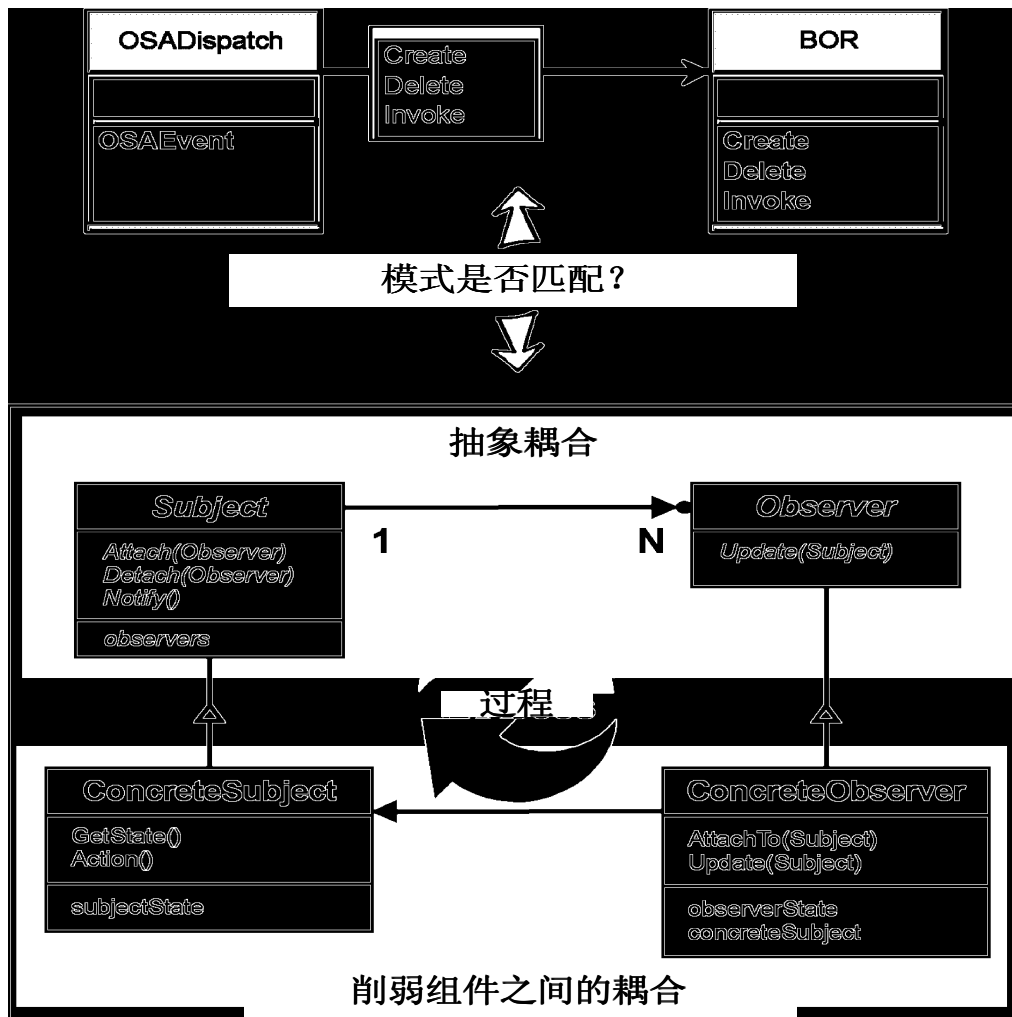 OSADispatch
OSAEvent
Create
Delete
Invoke
BOR
Create
Delete
Invoke
模式是否匹配？
抽象耦合
Subject
Attach(Observer)
Detach(Observer)
Notify()
observers
1
N
Observer
Update(Subject)
过程
ConcreteSubject
GetState()
Action()
subjectState
ConcreteObserver
AttachTo(Subject)
Update(Subject)
observerState
concreteSubject
削弱组件之间的耦合